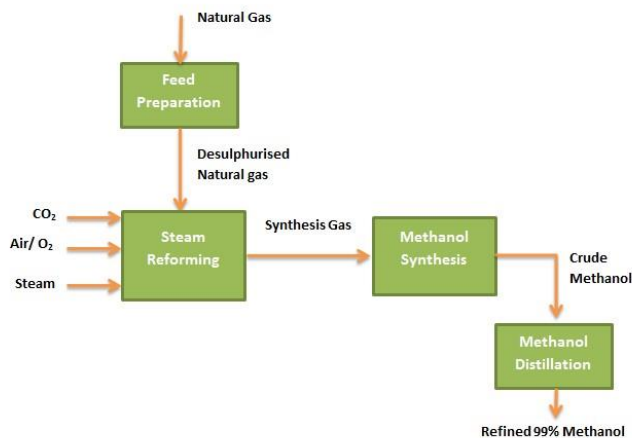 Natural Gas
Feed
Preparation
Desulphurised
Natural gas
CO₂
Air/ O₂
Steam
Steam
Reforming
Synthesis Gas
Methanol
Synthesis
Crude
Methanol
Methanol
Distillation
Refined 99% Methanol